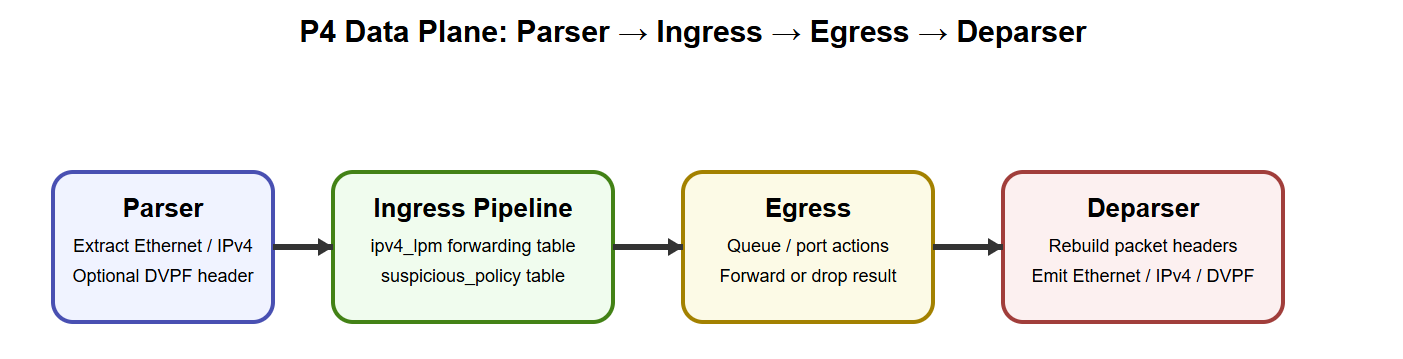 P4 Data Plane: Parser → Ingress → Egress → Deparser
Parser
Extract Ethernet / IPv4
Optional DVPF header
Ingress Pipeline
ipv4_lpm forwarding table
suspicious_policy table
Egress
Queue / port actions
Forward or drop result
Deparser
Rebuild packet headers
Emit Ethernet / IPv4 / DVPF